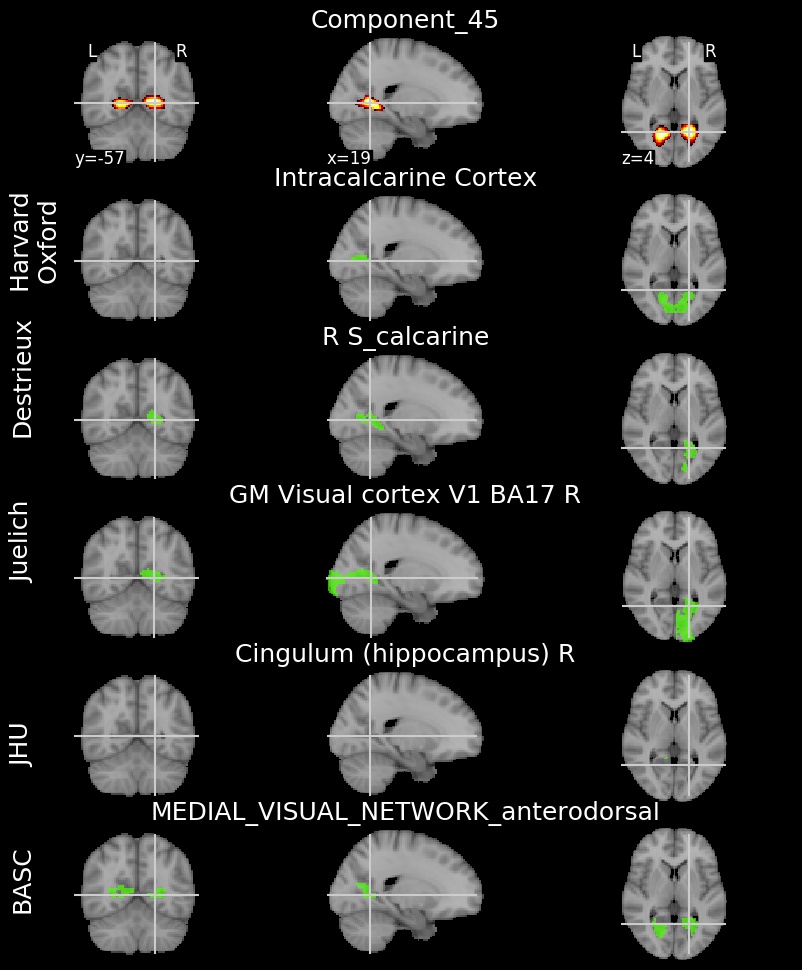 Component_45
L R
L R
y=-57
x=19
z=4
Intracalcarine Cortex
Harvard
Oxford
R S_calcarine
Destrieux
GM Visual cortex V1 BA17 R
Juelich
Cingulum (hippocampus) R
JHU
MEDIAL_VISUAL_NETWORK_anterodorsal
BASC